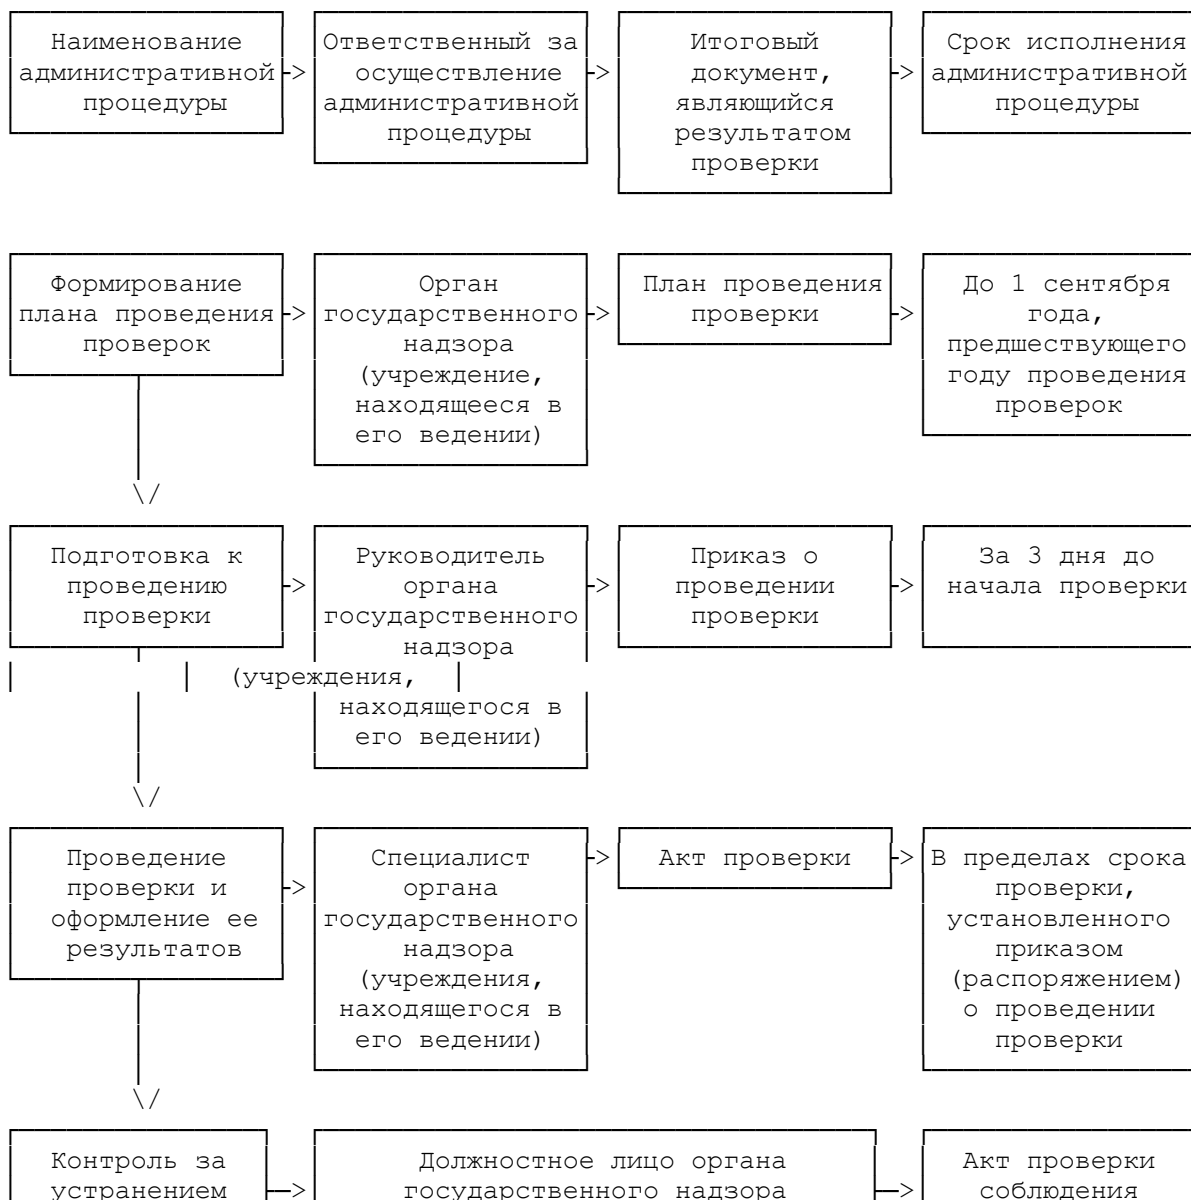 Наименование
административной
процедуры
Ответственный за
осуществление
административной
процедуры
Итоговый
документ,
являющийся
результатом
проверки
Срок исполнения
административной
процедуры
Формирование
плана проведения
проверок
Орган
государственного
надзора
(учреждение,
находящееся в
его ведении)
План проведения
проверки
До 1 сентября
года,
предшествующего
году проведения
проверок
Подготовка к
проведению
проверки
Руководитель
органа
государственного
надзора
(учреждения,
находящегося в
его ведении)
Приказ о
проведении
проверки
За 3 дня до
начала проверки
Проведение
проверки и
оформление ее
результатов
Специалист
органа
государственного
надзора
(учреждения,
находящегося в
его ведении)
Акт проверки
В пределах срока
проверки,
установленного
приказом
(распоряжением)
о проведении
проверки
Контроль за
устранением
Должностное лицо органа
государственного надзора
Акт проверки
соблюдения